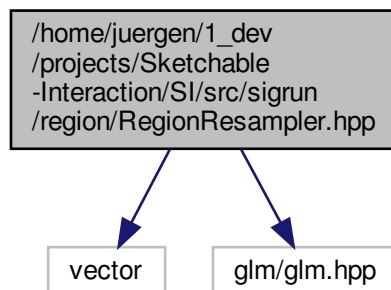 /home/juergen/1_dev
/projects/Sketchable
-Interaction/SI/src/sigrun
/region/RegionResampler.hpp
vector
glm/glm.hpp